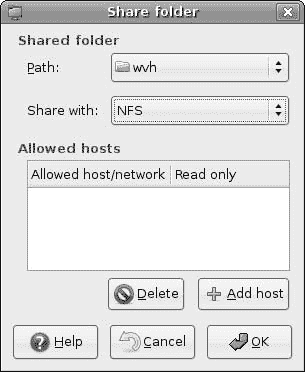 Share folder
Shared folder
Path: wvh
Share with: NFS
Allowed hosts
Allowed host/network Read only
Delete Add host
Help Cancel OK